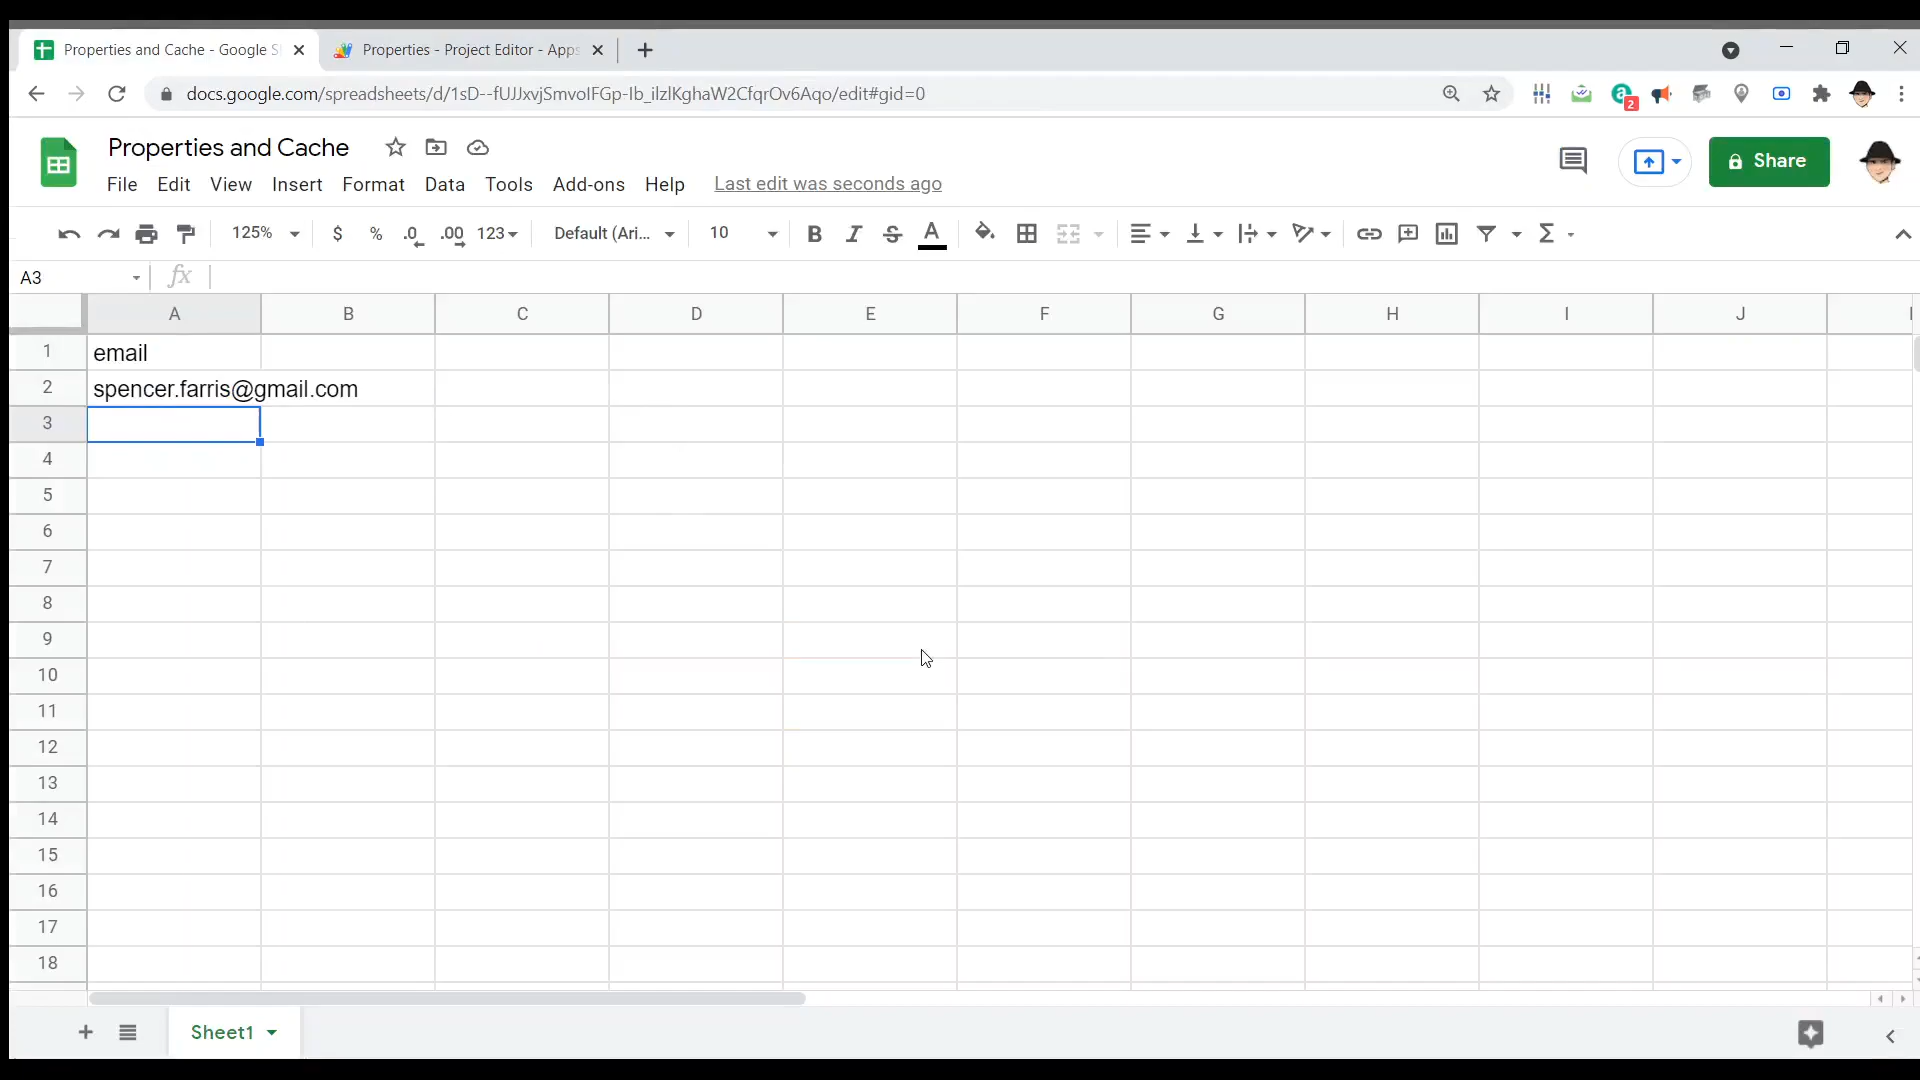 Properties and Cache - Google S
Properties - Project Editor - Apps
docs.google.com/spreadsheets/d/1sD--fUJJxvjSmvoIFGp-Ib_ilzlKghaW2CfqrOv6Aqo/edit#gid=0
2
Properties and Cache
File Edit View Insert Format Data Tools Add-ons Help Last edit was seconds ago
Share
125% $ % .0 .00 123 Default (Ari... 10 B I S A Σ
A3 fx
A B C D E F G H I J
1 email
2 spencer.farris@gmail.com
3
4
5
6
7
8
9
10
11
12
13
14
15
16
17
18
Sheet1